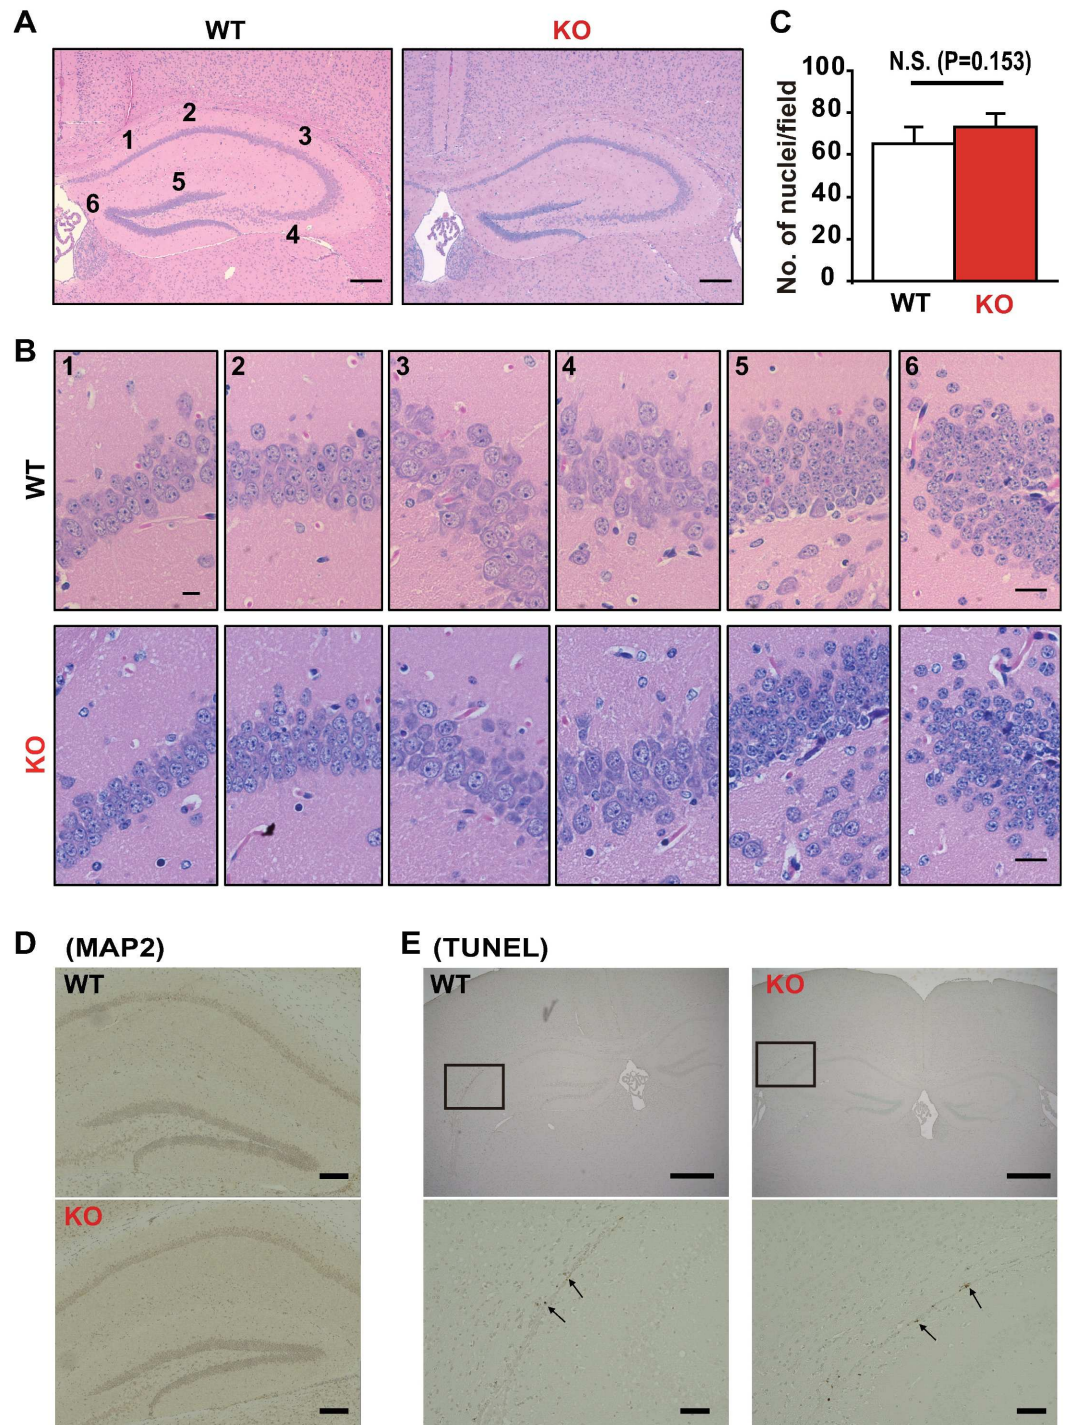 A
WT
KO
1
2
3
4
5
6
C
N.S. (P=0.153)
No. of nuclei/field
100
80
60
40
20
0
WT
KO
B
WT
1
2
3
4
5
6
KO
D (MAP2)
WT
KO
E (TUNEL)
WT
KO